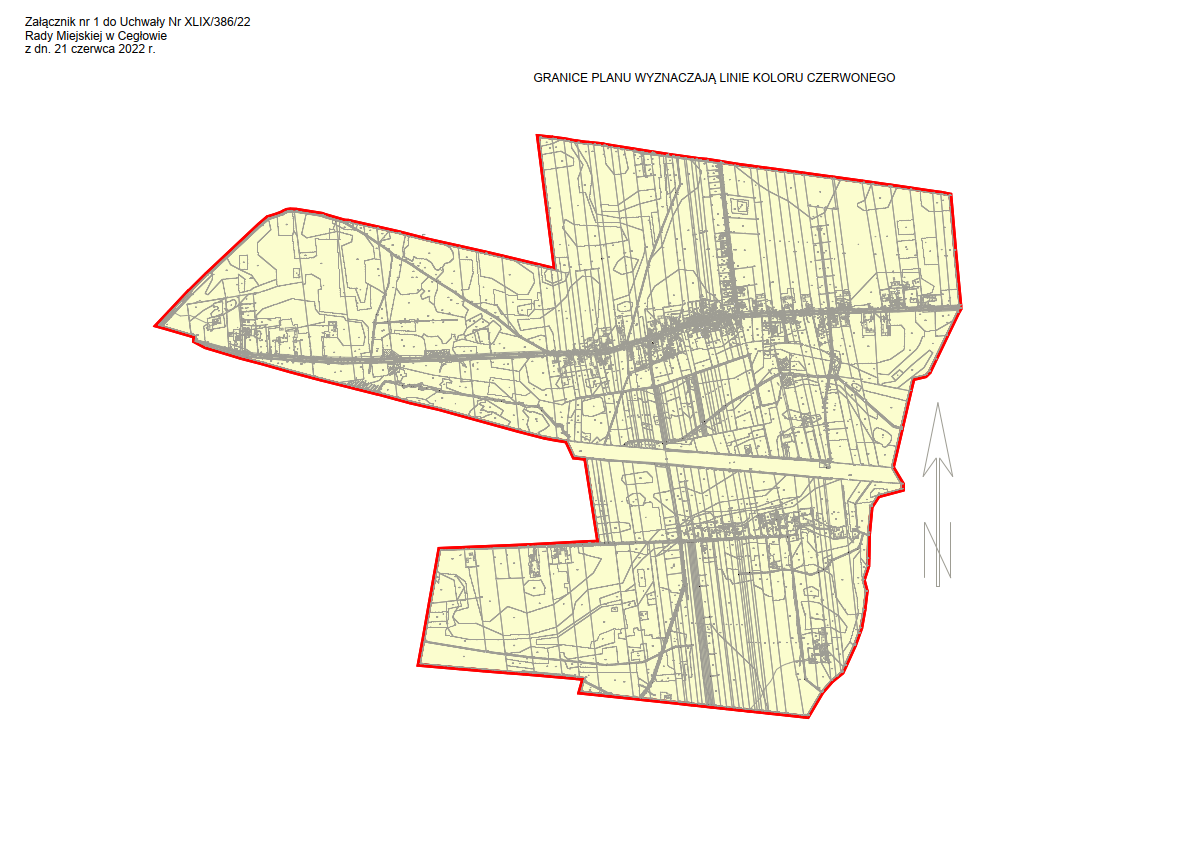 Załącznik nr 1 do Uchwały Nr XLIX/386/22
Rady Miejskiej w Cegłowie
z dn. 21 czerwca 2022 r.
GRANICE PLANU WYZNACZAJĄ LINIE KOLORU CZERWONEGO
N